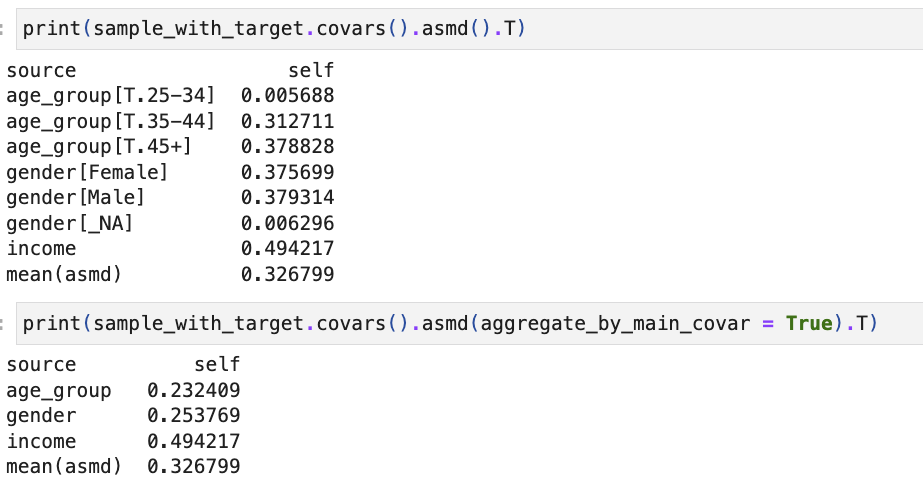 print(sample_with_target.covars().asmd().T)
source                  self
age_group[T.25-34]  0.005688
age_group[T.35-44]  0.312711
age_group[T.45+]    0.378828
gender[Female]      0.375699
gender[Male]        0.379314
gender[_NA]         0.006296
income              0.494217
mean(asmd)          0.326799
print(sample_with_target.covars().asmd(aggregate_by_main_covar = True).T)
source          self
age_group   0.232409
gender      0.253769
income      0.494217
mean(asmd)  0.326799